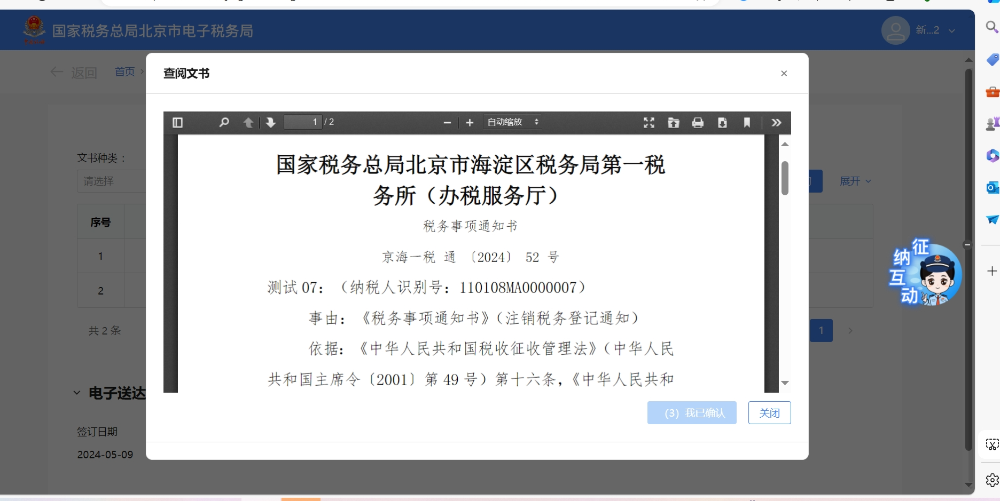 国家税务总局北京市电子税务局
新...2
返回
首页
查阅文书
1 / 2
自动缩放
国家税务总局北京市海淀区税务局第一税
务所（办税服务厅）
税务事项通知书
京海一税 通 〔2024〕 52 号
测试 07：（纳税人识别号：110108MA0000007）
事由：《税务事项通知书》（注销税务登记通知）
依据：《中华人民共和国税收征收管理法》（中华人民
共和国主席令〔2001〕第 49 号）第十六条，《中华人民共和
（3）我已确认
关闭
文书种类：
请选择
展开
序号
1
2
共 2 条
1
征
纳
互
动
电子送达
签订日期
2024-05-09